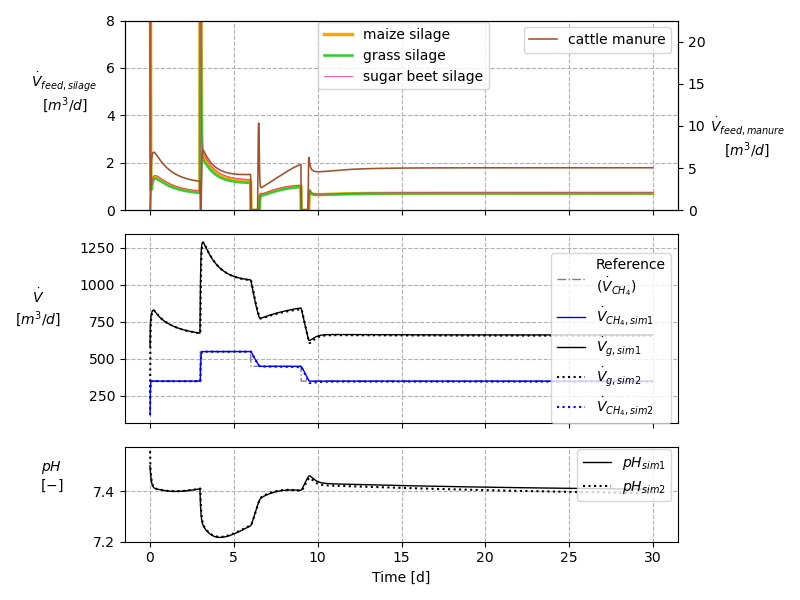 8
6
4
2
0
V̇feed, silage
[m³/d]
maize silage
grass silage
sugar beet silage
cattle manure
20
15
10
5
0
V̇feed, manure
[m³/d]
1250
1000
750
500
250
V̇
[m³/d]
Reference
(V̇CH₄)
V̇CH₄, sim1
V̇g, sim1
V̇g, sim2
V̇CH₄, sim2
pH
[−]
7.4
7.2
pHsim1
pHsim2
0 5 10 15 20 25 30
Time [d]